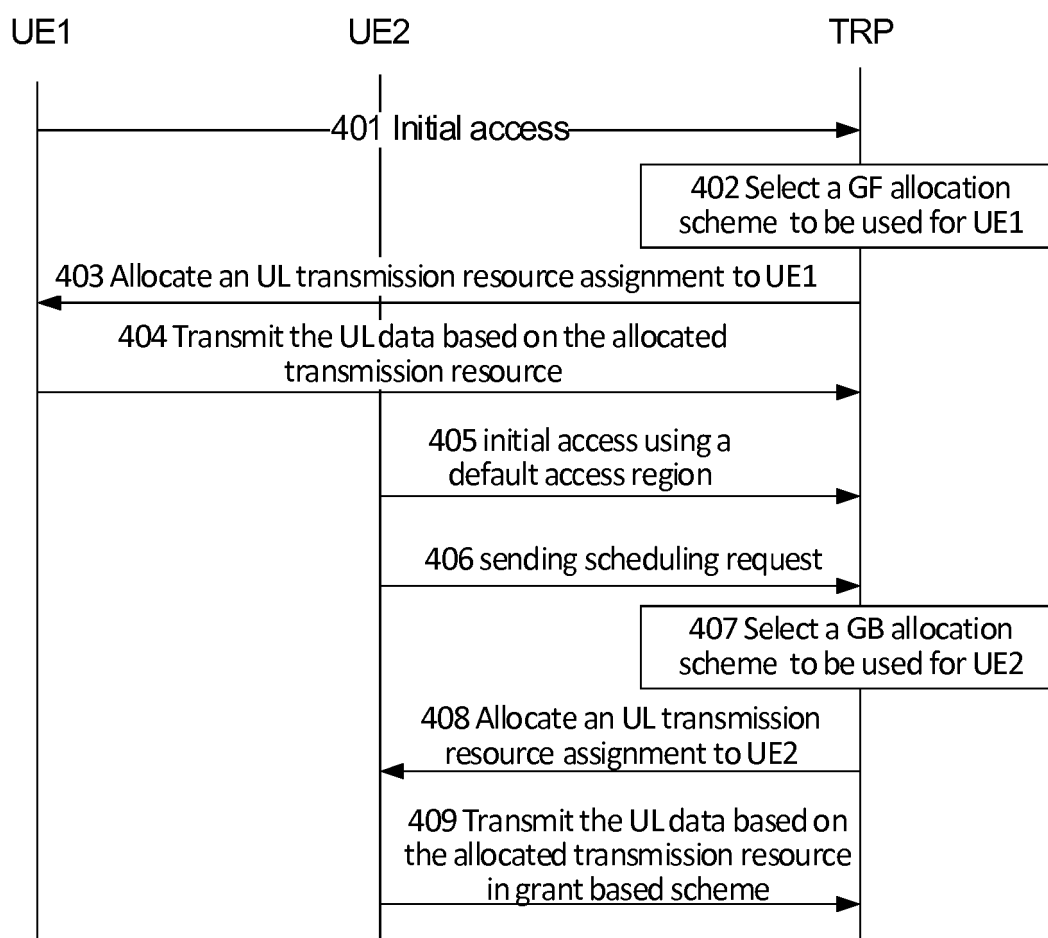 UE1
UE2
TRP
401 Initial access
402 Select a GF allocation
scheme to be used for UE1
403 Allocate an UL transmission resource assignment to UE1
404 Transmit the UL data based on the allocated
transmission resource
405 initial access using a
default access region
406 sending scheduling request
407 Select a GB allocation
scheme to be used for UE2
408 Allocate an UL transmission
resource assignment to UE2
409 Transmit the UL data based on
the allocated transmission resource
in grant based scheme